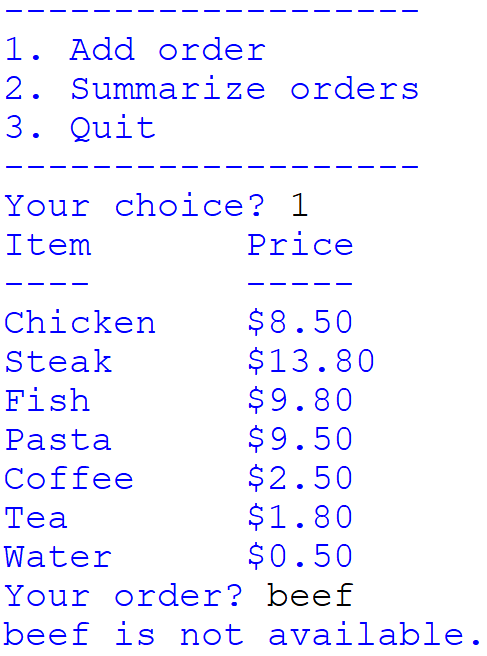 -------------------
1. Add order
2. Summarize orders
3. Quit
-------------------
Your choice? 1
Item       Price
----       -----
Chicken    $8.50
Steak      $13.80
Fish       $9.80
Pasta      $9.50
Coffee     $2.50
Tea        $1.80
Water      $0.50
Your order? beef
beef is not available.